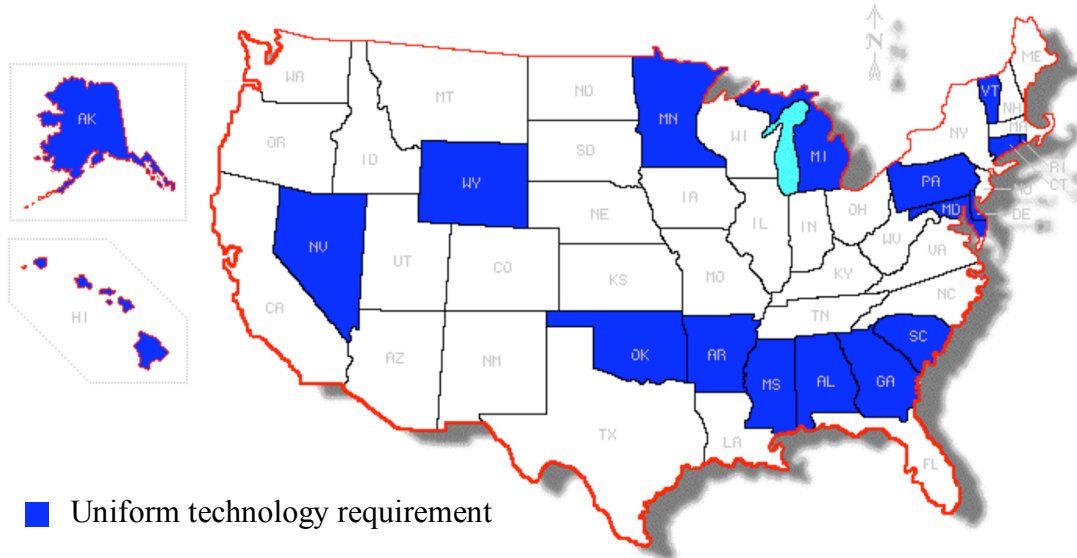 WA
MT
ND
MN
ME
VT
NH
AK
OR
ID
SD
WI
MI
NY
MA
WY
RI
CT
PA
NJ
IA
NE
MD
DE
OH
NV
IL
IN
UT
CO
WV
VA
KS
MO
KY
HI
CA
NC
TN
OK
AR
SC
AZ
NM
MS
AL
GA
TX
LA
FL
N
Uniform technology requirement